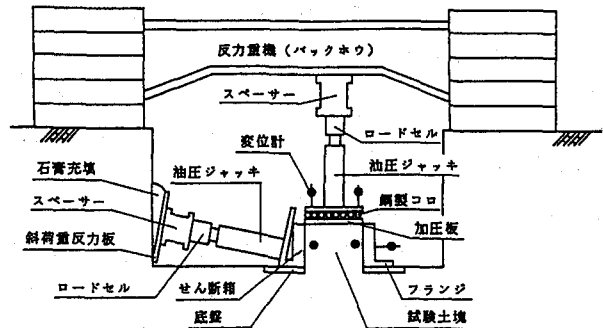 反力重機(バックホウ)
スペーサー
ロードセル
変位計
石膏充填
油圧ジャッキ
油圧ジャッキ
鋼製コロ
スペーサー
加圧板
斜荷重反力板
ロードセル
せん断箱
フランジ
底盤
試験土塊